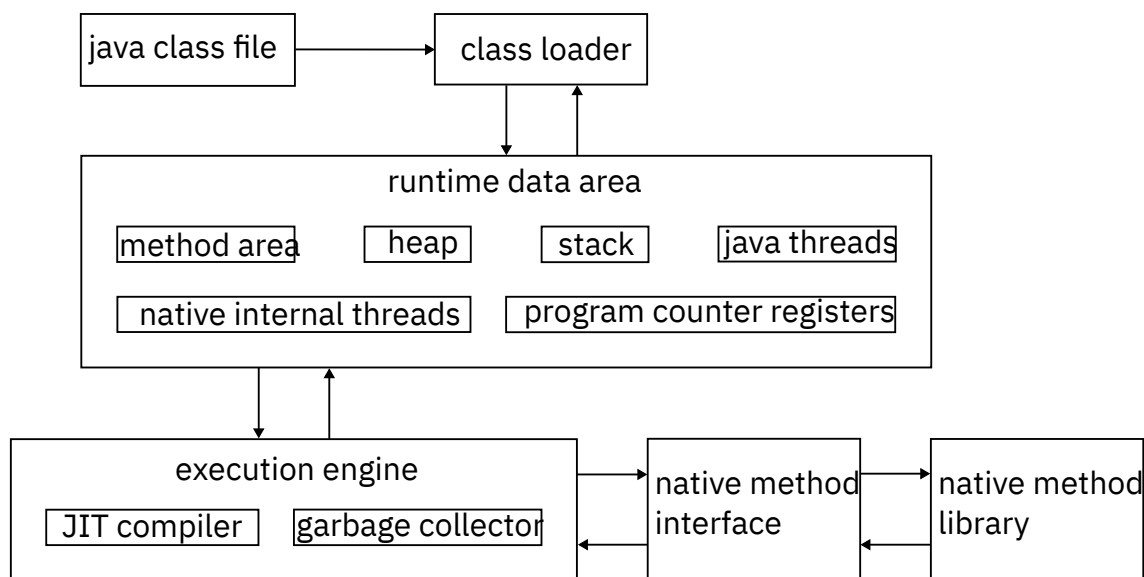 java class file
class loader
runtime data area
method area
heap
stack
java threads
native internal threads
program counter registers
execution engine
JIT compiler
garbage collector
native method
interface
native method
library